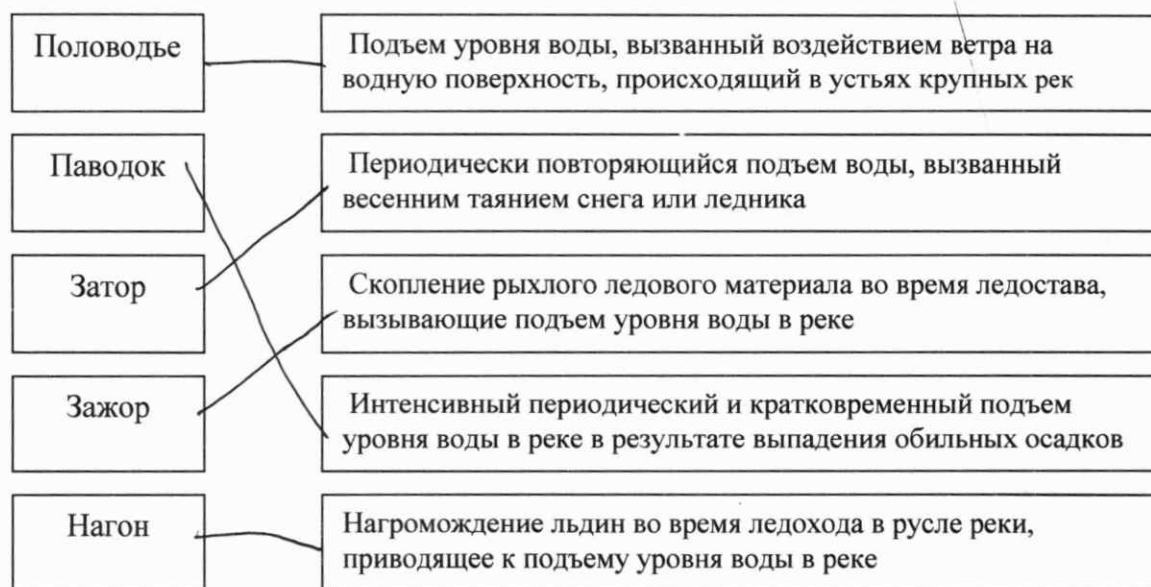 Половодье
Подъем уровня воды, вызванный воздействием ветра на
водную поверхность, происходящий в устьях крупных рек
Паводок
Периодически повторяющийся подъем воды, вызванный
весенним таянием снега или ледника
Затор
Скопление рыхлого ледового материала во время ледостава,
вызывающие подъем уровня воды в реке
Зажор
Интенсивный периодический и кратковременный подъем
уровня воды в реке в результате выпадения обильных осадков
Нагон
Нагромождение льдин во время ледохода в русле реки,
приводящее к подъему уровня воды в реке